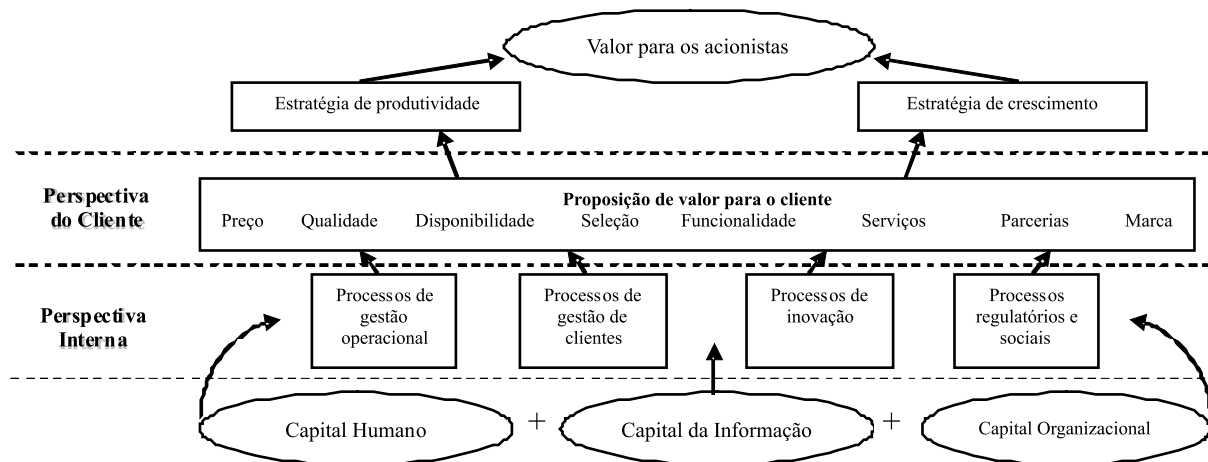 Valor para os acionistas
Estratégia de produtividade
Estratégia de crescimento
Perspectiva
do Cliente
Proposição de valor para o cliente
Preço Qualidade Disponibilidade Seleção Funcionalidade Serviços Parcerias Marca
Perspectiva
Interna
Processos de
gestão
operacional
Processos de
gestão de
clientes
Processos de
inovação
Processos
regulatórios e
sociais
Capital Humano + Capital da Informação + Capital Organizacional